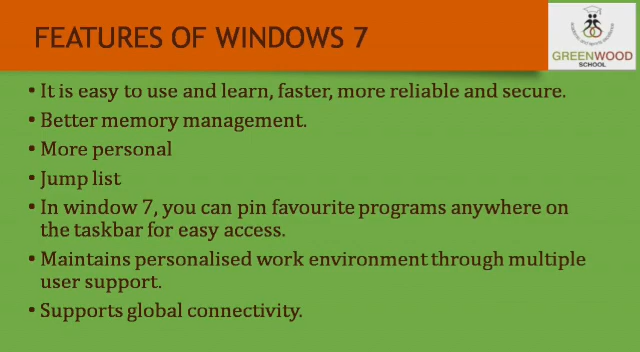 FEATURES OF WINDOWS 7
GREENWOOD
SCHOOL
• It is easy to use and learn, faster, more reliable and secure.
• Better memory management.
• More personal
• Jump list
• In window 7, you can pin favourite programs anywhere on
the taskbar for easy access.
• Maintains personalised work environment through multiple
user support.
• Supports global connectivity.